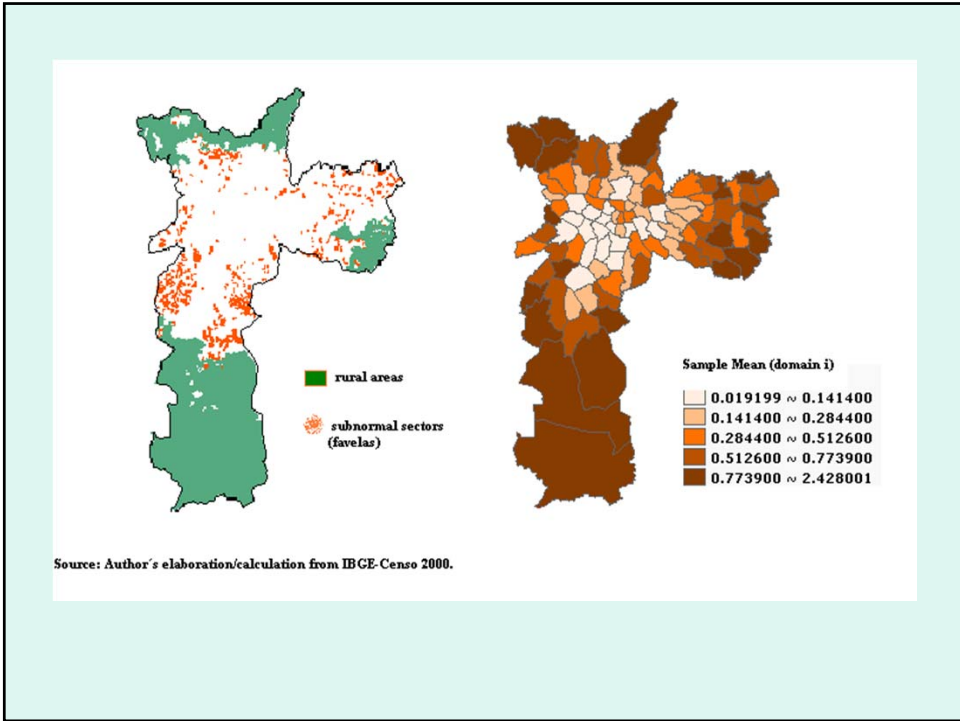 rural areas
subnormal sectors
(favelas)
Sample Mean (domain i)
0.019199 ~ 0.141400
0.141400 ~ 0.284400
0.284400 ~ 0.512600
0.512600 ~ 0.773900
0.773900 ~ 2.428001
Source: Author´s elaboration/calculation from IBGE-Censo 2000.